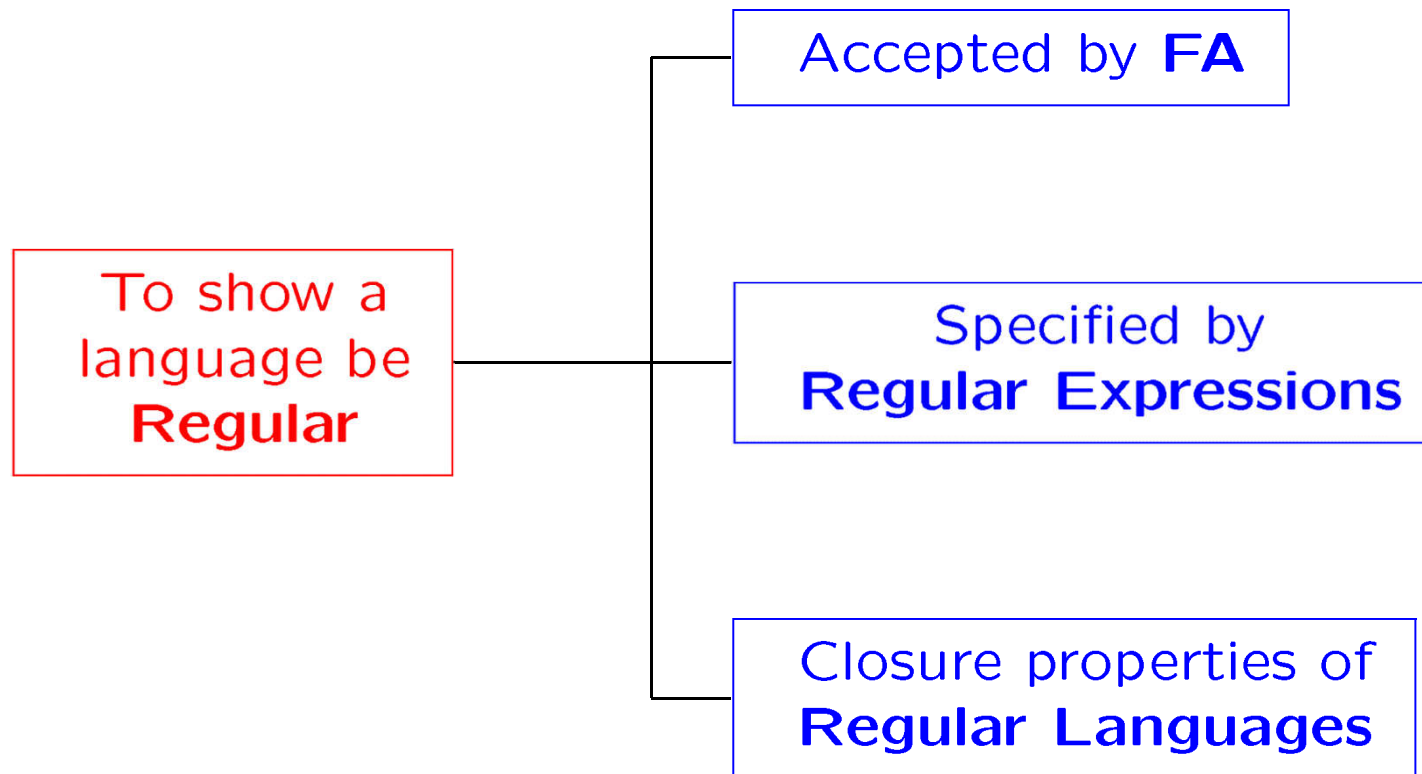 Accepted by FA
To show a
language be
Regular
Specified by
Regular Expressions
Closure properties of
Regular Languages